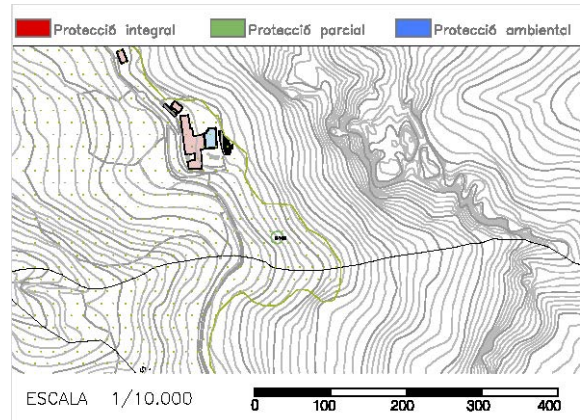 Protecció integral Protecció parcial Protecció ambiental
ESCALA 1/10.000
0 100 200 300 400